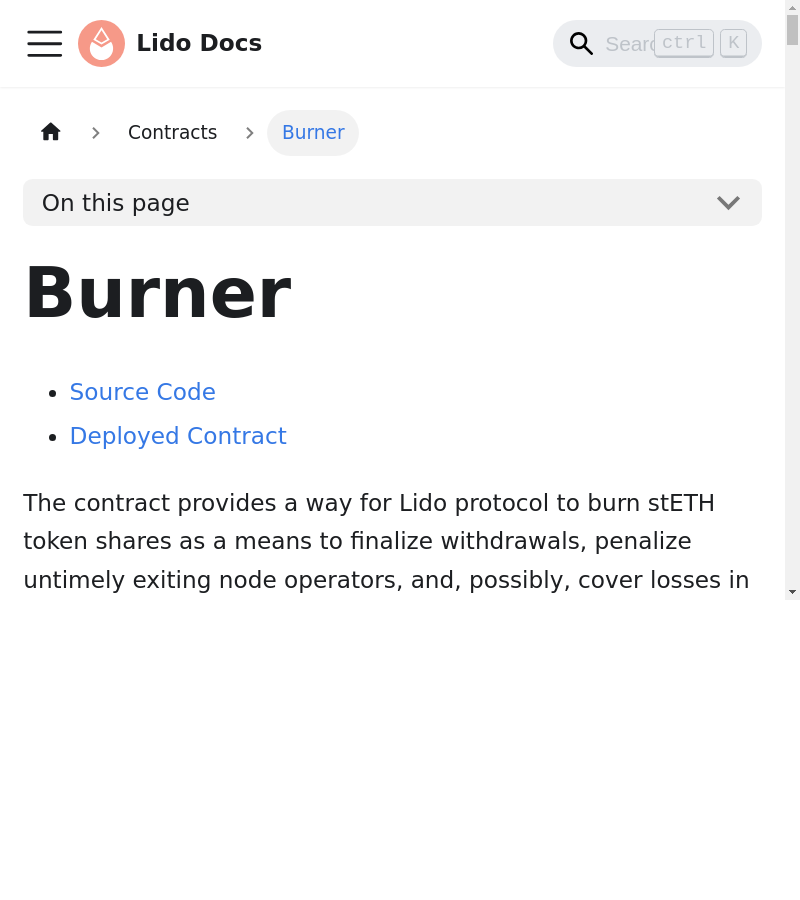 Lido Docs
ctrl K
Contracts
Burner
On this page
Burner
Source Code
Deployed Contract
The contract provides a way for Lido protocol to burn stETH
token shares as a means to finalize withdrawals, penalize
untimely exiting node operators, and, possibly, cover losses in